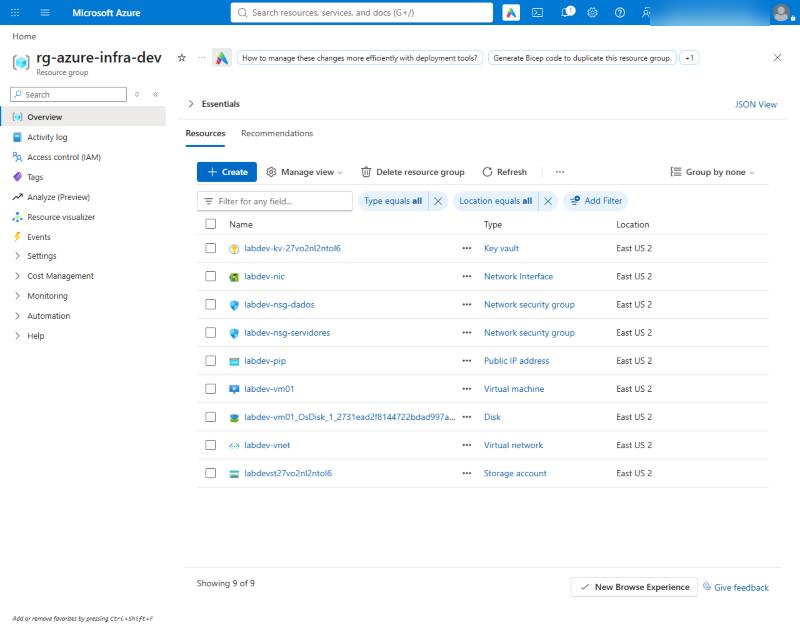 Microsoft Azure
Search resources, services, and docs (G+/)
1
Home
rg-azure-infra-dev
Resource group
How to manage these changes more efficiently with deployment tools?
Generate Bicep code to duplicate this resource group.
+1
Search
Overview
Activity log
Access control (IAM)
Tags
Analyze (Preview)
Resource visualizer
Events
Settings
Cost Management
Monitoring
Automation
Help
Essentials
JSON View
Resources Recommendations
Create Manage view Delete resource group Refresh Group by none
Filter for any field... Type equals all Location equals all Add Filter
Name Type Location
labdev-kv-27vo2nl2ntol6 Key vault East US 2
labdev-nic Network Interface East US 2
labdev-nsg-dados Network security group East US 2
labdev-nsg-servidores Network security group East US 2
labdev-pip Public IP address East US 2
labdev-vm01 Virtual machine East US 2
labdev-vm01_OsDisk_1_2731ead2f8144722bdad997a... Disk East US 2
labdev-vnet Virtual network East US 2
labdevst27vo2nl2ntol6 Storage account East US 2
Showing 9 of 9
New Browse Experience
Give feedback
Add or remove favorites by pressing Ctrl+Shift+F